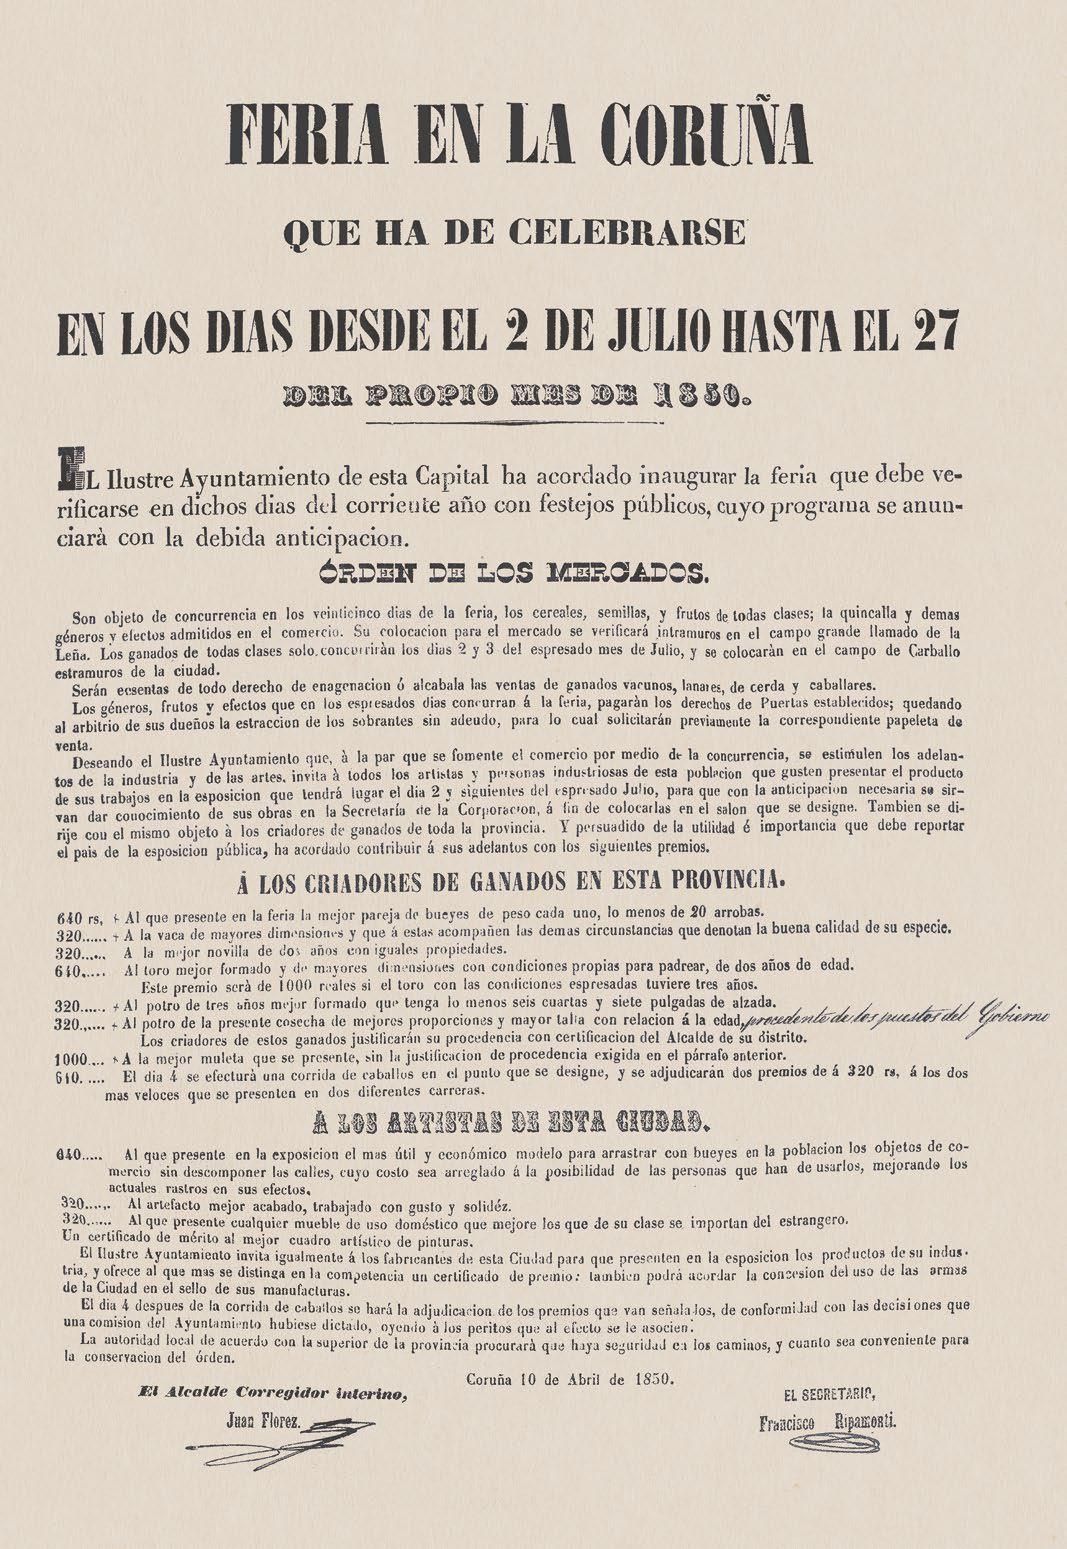 FERIA EN LA CORUÑA
QUE HA DE CELEBRARSE
EN LOS DIAS DESDE EL 2 DE JULIO HASTA EL 27
DEL PROPIO MES DE 1850.
EL Ilustre Ayuntamiento de esta Capital ha acordado inaugurar la feria que debe ve-
rificarse en dichos dias del corriente año con festejos públicos, cuyo programa se anun-
ciarà con la debida anticipacion.
ÓRDEN DE LOS MERCADOS.
Son objeto de concurrencia en los veinticinco dias de la feria, los cereales, semillas, y frutos de todas clases; la quincalla y demas
géneros y efectos admitidos en el comercio. Su colocacion para el mercado se verificará intramuros en el campo grande llamado de la
Leña. Los ganados de todas clases solo concurriràn los dias 2 y 3 del espresado mes de Julio, y se colocaràn en el campo de Carballo
estramuros de la ciudad.
Serán ecsentas de todo derecho de enagenacion ó alcabala las ventas de ganados vacunos, lanares, de cerda y caballares.
Los géneros, frutos y efectos que en los espresados dias concurran á la feria, pagaràn los derechos de Puertas establecidos; quedando
al arbitrio de sus dueños la estraccion de los sobrantes sin adeudo, para lo cual solicitarán previamente la correspondiente papeleta de
venta.
Deseando el Ilustre Ayuntamiento que, à la par que se fomente el comercio por medio de la concurrencia, se estimulen los adelan-
tos de la industria y de las artes, invita à todos los artistas y personas industriosas de esta poblacion que gusten presentar el producto
de sus trabajos en la esposicion que tendrá lugar el dia 2 y siguientes del espresado Julio, para que con la anticipacion necesaria se sir-
van dar conocimiento de sus obras en la Secretaría de la Corporacion, á fin de colocarlas en el salon que se designe. Tambien se di-
rije con el mismo objeto à los criadores de ganados de toda la provincia. Y persuadido de la utilidad é importancia que debe reportar
el pais de la esposicion pública, ha acordado contribuir á sus adelantos con los siguientes premios.
Á LOS CRIADORES DE GANADOS EN ESTA PROVINCIA.
640 rs, + Al que presente en la feria la mejor pareja de bueyes de peso cada uno, lo menos de 20 arrobas.
320...... + A la vaca de mayores dimensiones y que á estas acompañen las demas circunstancias que denotan la buena calidad de su especie.
320...... A la mejor novilla de dos años con iguales propiedades.
640..... Al toro mejor formado y de mayores dimensiones con condiciones propias para padrear, de dos años de edad.
Este premio será de 1000 reales si el toro con las condiciones espresadas tuviere tres años.
320...... + Al potro de tres años mejor formado que tenga lo menos seis cuartas y siete pulgadas de alzada.
320...... + Al potro de la presente cosecha de mejores proporciones y mayor talla con relacion á la edad, procedente de los puestos del Gobierno
Los criadores de estos ganados justificarán su procedencia con certificacion del Alcalde de su distrito.
1000.... + A la mejor muleta que se presente, sin la justificacion de procedencia exigida en el párrafo anterior.
640. .... El dia 4 se efecturà una corrida de caballos en el punto que se designe, y se adjudicarán dos premios de á 320 rs, á los dos
mas veloces que se presenten en dos diferentes carreras.
Á LOS ARTISTAS DE ESTA CIUDAD.
640..... Al que presente en la exposicion el mas útil y económico modelo para arrastrar con bueyes en la poblacion los objetos de co-
mercio sin descomponer las calles, cuyo costo sea arreglado á la posibilidad de las personas que han de usarlos, mejorando los
actuales rastros en sus efectos.
320...... Al artefacto mejor acabado, trabajado con gusto y solidéz.
320...... Al que presente cualquier mueble de uso doméstico que mejore los que de su clase se importan del estrangero.
Un certificado de mérito al mejor cuadro artístico de pinturas.
El Ilustre Ayuntamiento invita igualmente á los fabricantes de esta Ciudad para que presenten en la esposicion los productos de su indus-
tria, y ofrece al que mas se distinga en la competencia un certificado de premio: tambien podrá acordar la concesion del uso de las armas
de la Ciudad en el sello de sus manufacturas.
El dia 4 despues de la corrida de caballos se hará la adjudicacion de los premios que van señalados, de conformidad con las decisiones que
una comision del Ayuntamiento hubiese dictado, oyendo à los peritos que al efecto se le asocien.
La autoridad local de acuerdo con la superior de la provincia procurarà que haya seguridad en los caminos, y cuanto sea conveniente para
la conservacion del órden.
Coruña 10 de Abril de 1850.
El Alcalde Corregidor interino,
Juan Florez.
EL SECRETARIO,
Francisco Ripamonti.